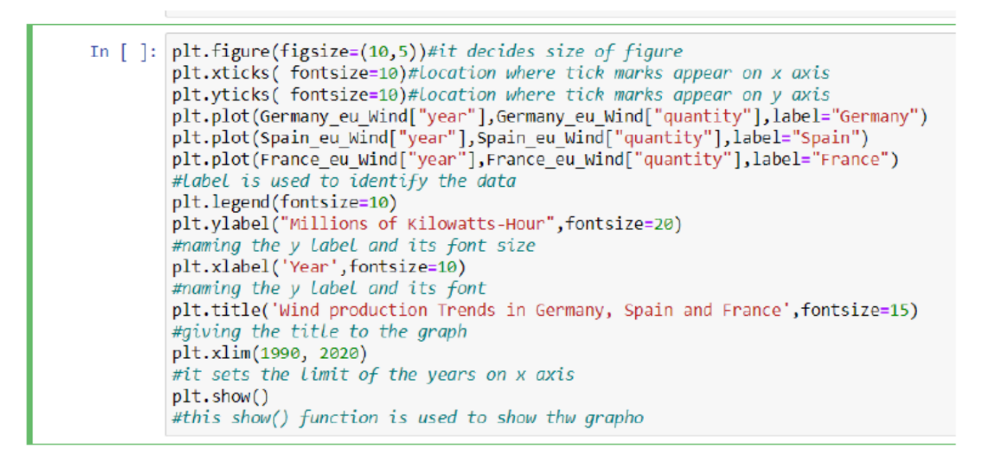 In [ ]: plt.figure(figsize=(10,5))#it decides size of figure
plt.xticks( fontsize=10)#location where tick marks appear on x axis
plt.yticks( fontsize=10)#location where tick marks appear on y axis
plt.plot(Germany_eu_Wind["year"],Germany_eu_Wind["quantity"],label="Germany")
plt.plot(Spain_eu_Wind["year"],Spain_eu_Wind["quantity"],label="Spain")
plt.plot(France_eu_Wind["year"],France_eu_Wind["quantity"],label="France")
#Label is used to identify the data
plt.legend(fontsize=10)
plt.ylabel("Millions of Kilowatts-Hour",fontsize=20)
#naming the y label and its font size
plt.xlabel('Year',fontsize=10)
#naming the y label and its font
plt.title('Wind production Trends in Germany, Spain and France',fontsize=15)
#giving the title to the graph
plt.xlim(1990, 2020)
#it sets the limit of the years on x axis
plt.show()
#this show() function is used to show thw grapho